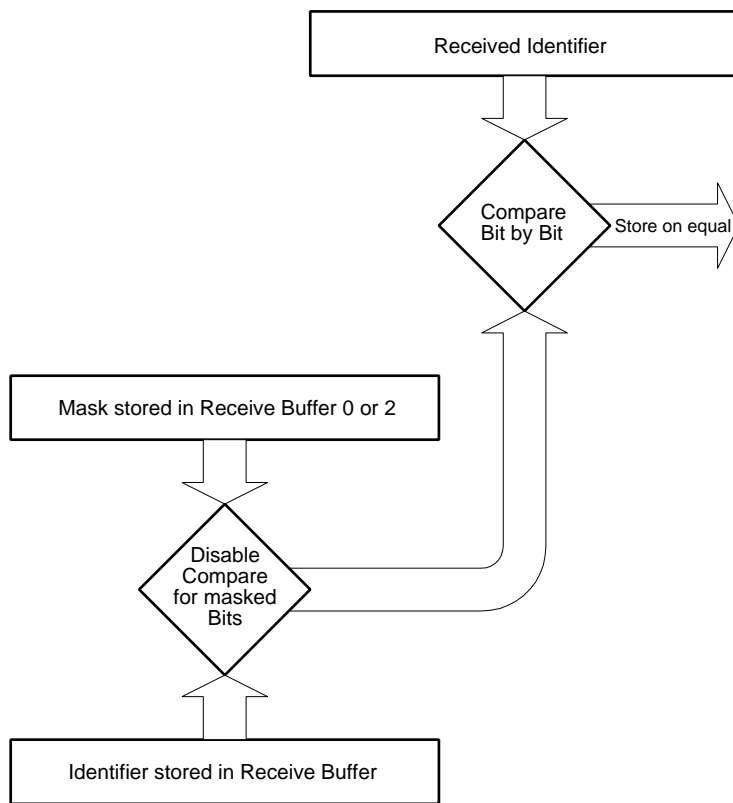 Received Identifier
Compare
Bit by Bit
Store on equal
Mask stored in Receive Buffer 0 or 2
Disable
Compare
for masked
Bits
Identifier stored in Receive Buffer